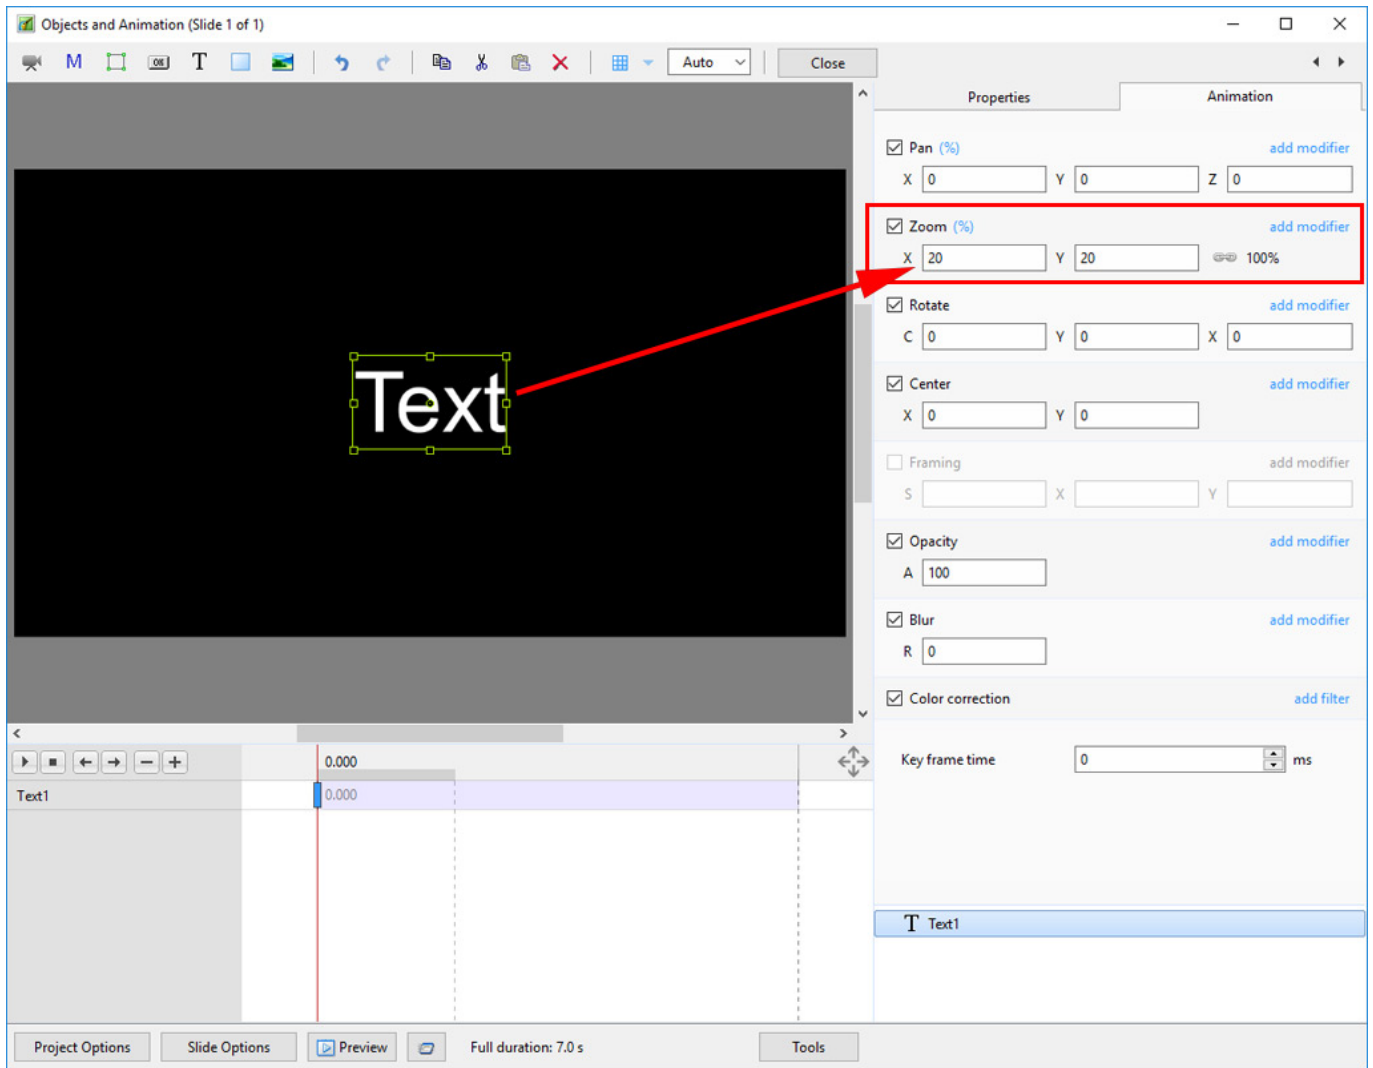 Objects and Animation (Slide 1 of 1)
M OK T Auto Close
Properties Animation
Pan (%) add modifier
X 0 Y 0 Z 0
Zoom (%) add modifier
X 20 Y 20 100%
Rotate add modifier
C 0 Y 0 X 0
Center add modifier
X 0 Y 0
Framing add modifier
S X Y
Opacity add modifier
A 100
Blur add modifier
R 0
Color correction add filter
Key frame time 0 ms
Text
0.000
Text1 0.000
T Text1
Project Options Slide Options Preview Full duration: 7.0 s Tools